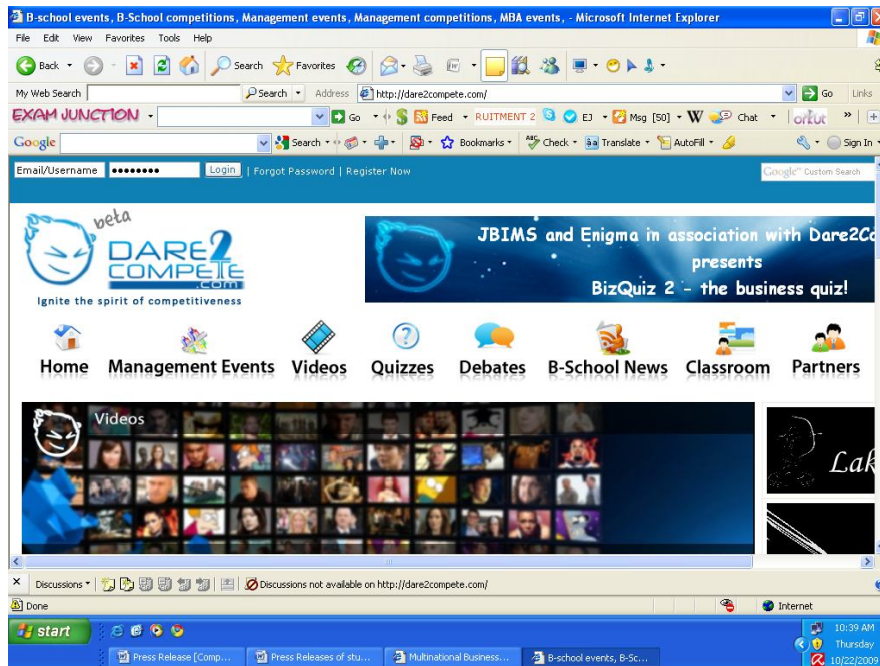 B-school events, B-School competitions, Management events, Management competitions, MBA events, - Microsoft Internet Explorer
File Edit View Favorites Tools Help
Back Search Favorites
My Web Search Search Address http://dare2compete.com/ Go Links
EXAM JUNCTION Go Feed RUITMENT 2 EJ Msg [50] W Chat orkut »
Google Search Bookmarks Check Translate AutoFill Sign In
Email/Username •••••••• Login | Forgot Password | Register Now Google™ Custom Search
beta
DARE2
COMPETE
.com
Ignite the spirit of competitiveness
JBIMS and Enigma in association with Dare2Co
presents
BizQuiz 2 - the business quiz!
Home Management Events Videos Quizzes Debates B-School News Classroom Partners
Videos
Lak
Discussions Discussions not available on http://dare2compete.com/
Done Internet
start 10:39 AM
Thursday
Press Release [Comp... Press Releases of stu... Multinational Business... B-school events, B-Sc... 10/22/2009